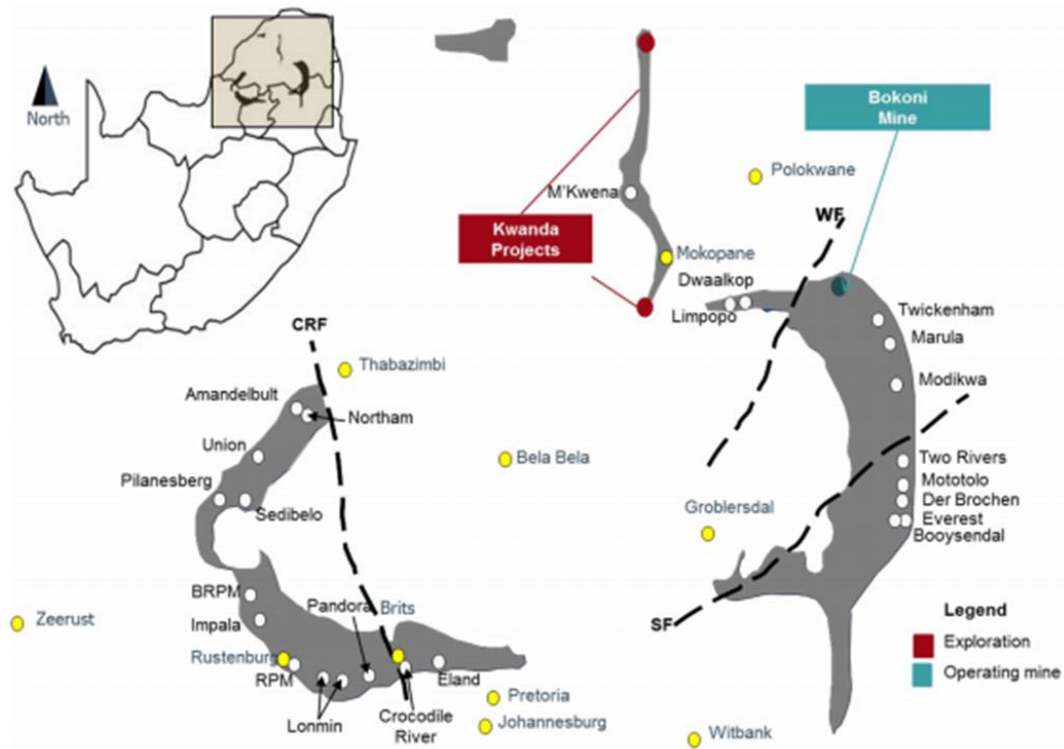 North
Bokoni
Mine
Polokwane
M'Kwena
WF
Kwanda
Projects
Mokopane
Dwaalkop
Limpopo
Twickenham
Marula
CRF
Thabazimbi
Modikwa
Amandelbult
Northam
Union
Bela Bela
Two Rivers
Pilanesberg
Mototolo
Sedibelo
Der Brochen
Groblersdal
Everest
Booysendal
BRPM
Pandora
Brits
Zeerust
Impala
SF
Legend
Exploration
Operating mine
Rustenburg
RPM
Eland
Pretoria
Lonmin
Crocodile
River
Johannesburg
Witbank